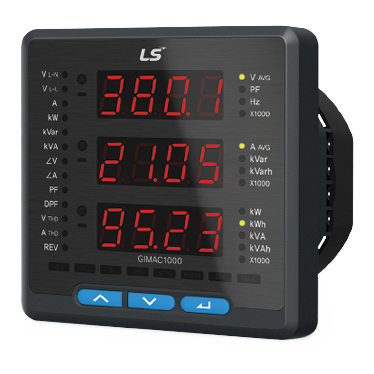 LS
V L-N
V L-L
A
kW
kVar
kVA
∠V
∠A
PF
DPF
V THD
A THD
REV
380.1
V AVG
PF
Hz
X1000
21.05
A AVG
kVar
kVarh
X1000
95.23
kW
kWh
kVA
kVAh
X1000
GIMAC1000